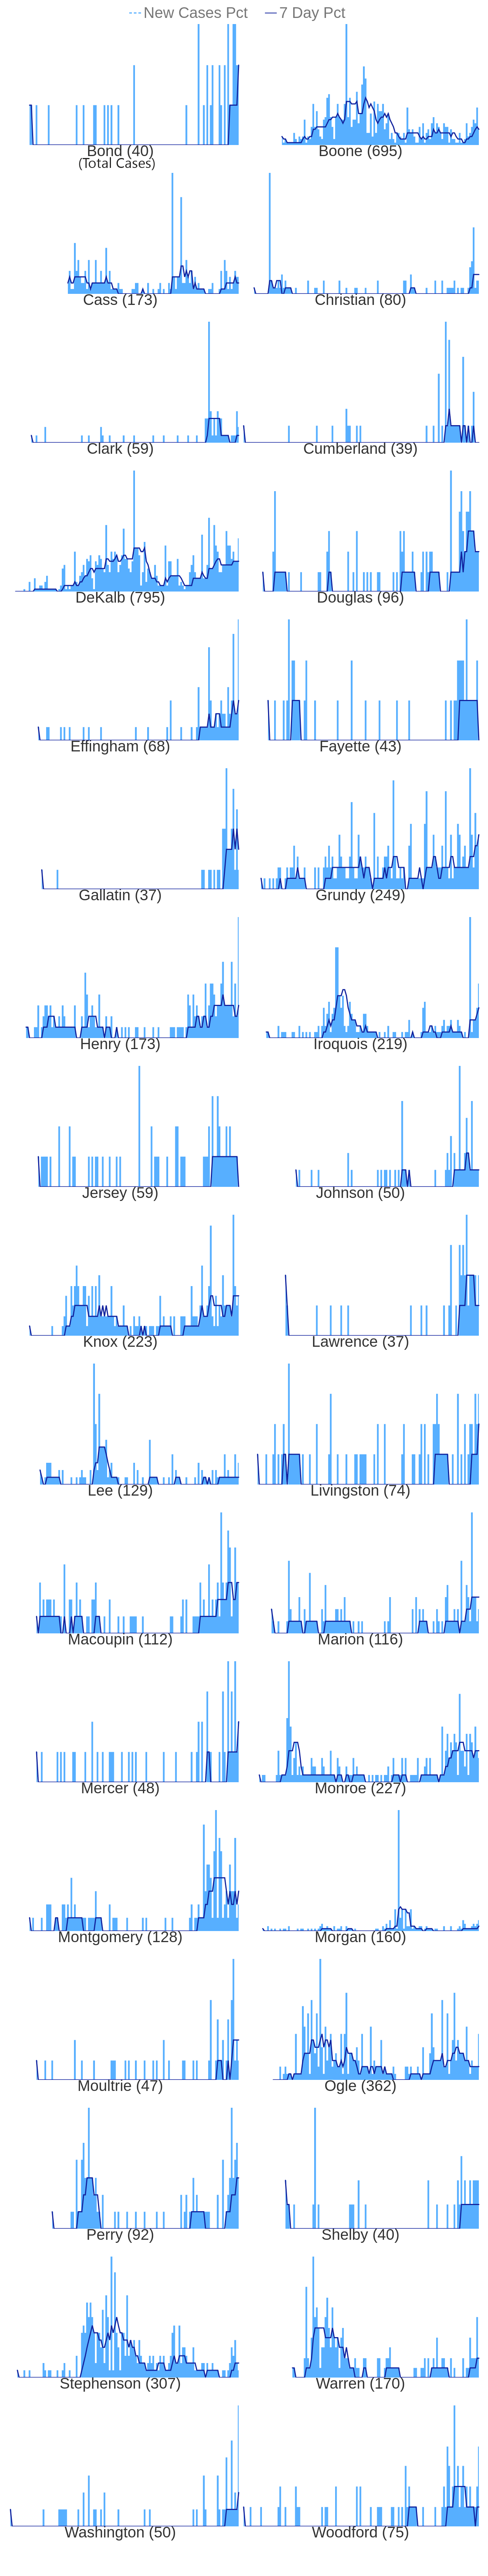 New Cases Pct 7 Day Pct
Bond (40) Boone (695)
(Total Cases)
Cass (173) Christian (80)
Clark (59) Cumberland (39)
DeKalb (795) Douglas (96)
Effingham (68) Fayette (43)
Gallatin (37) Grundy (249)
Henry (173) Iroquois (219)
Jersey (59) Johnson (50)
Knox (223) Lawrence (37)
Lee (129) Livingston (74)
Macoupin (112) Marion (116)
Mercer (48) Monroe (227)
Montgomery (128) Morgan (160)
Moultrie (47) Ogle (362)
Perry (92) Shelby (40)
Stephenson (307) Warren (170)
Washington (50) Woodford (75)